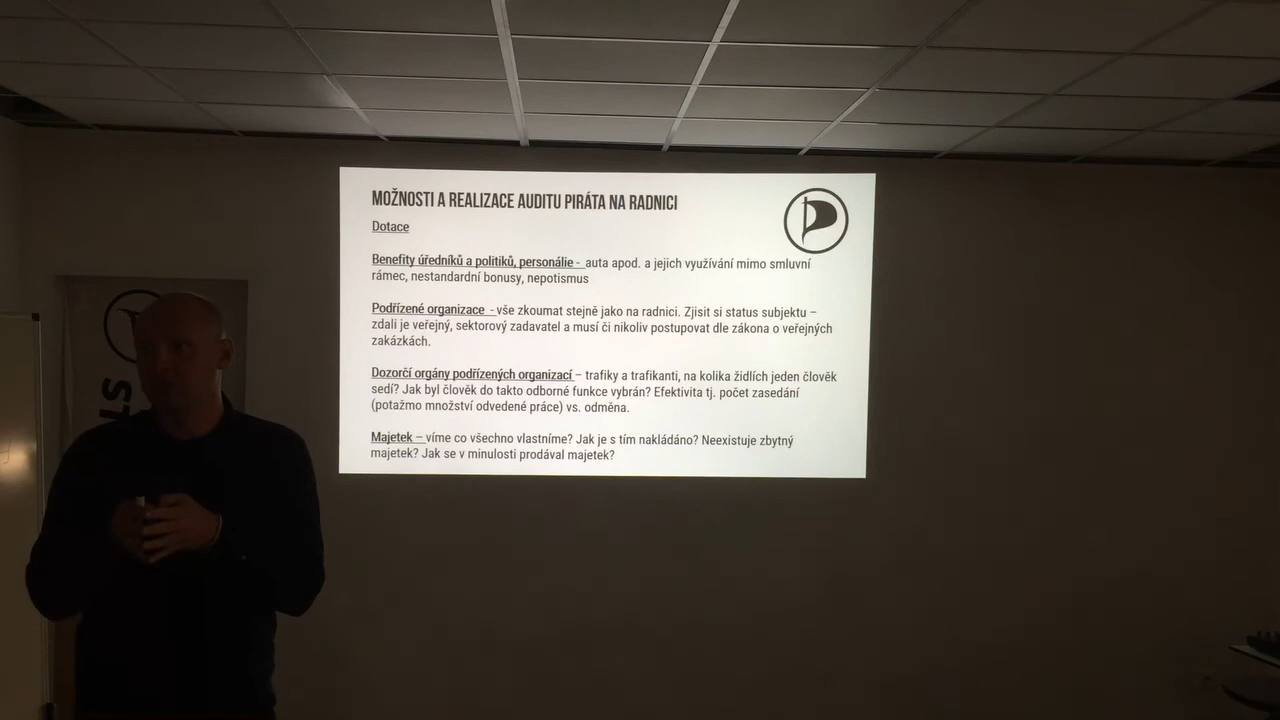 MOŽNOSTI A REALIZACE AUDITU PIRÁTA NA RADNICI
Dotace
Benefity úředníků a politiků, personálie - auta apod. a jejich využívání mimo smluvní
rámec, nestandardní bonusy, nepotismus
Podřízené organizace - vše zkoumat stejně jako na radnici. Zjisit si status subjektu –
zdali je veřejný, sektorový zadavatel a musí či nikoliv postupovat dle zákona o veřejných
zakázkách.
Dozorčí orgány podřízených organizací – trafiky a trafikanti, na kolika židlích jeden člověk
sedí? Jak byl člověk do takto odborné funkce vybrán? Efektivita tj. počet zasedání
(potažmo množství odvedené práce) vs. odměna.
Majetek – víme co všechno vlastníme? Jak je s tím nakládáno? Neexistuje zbytný
majetek? Jak se v minulosti prodával majetek?